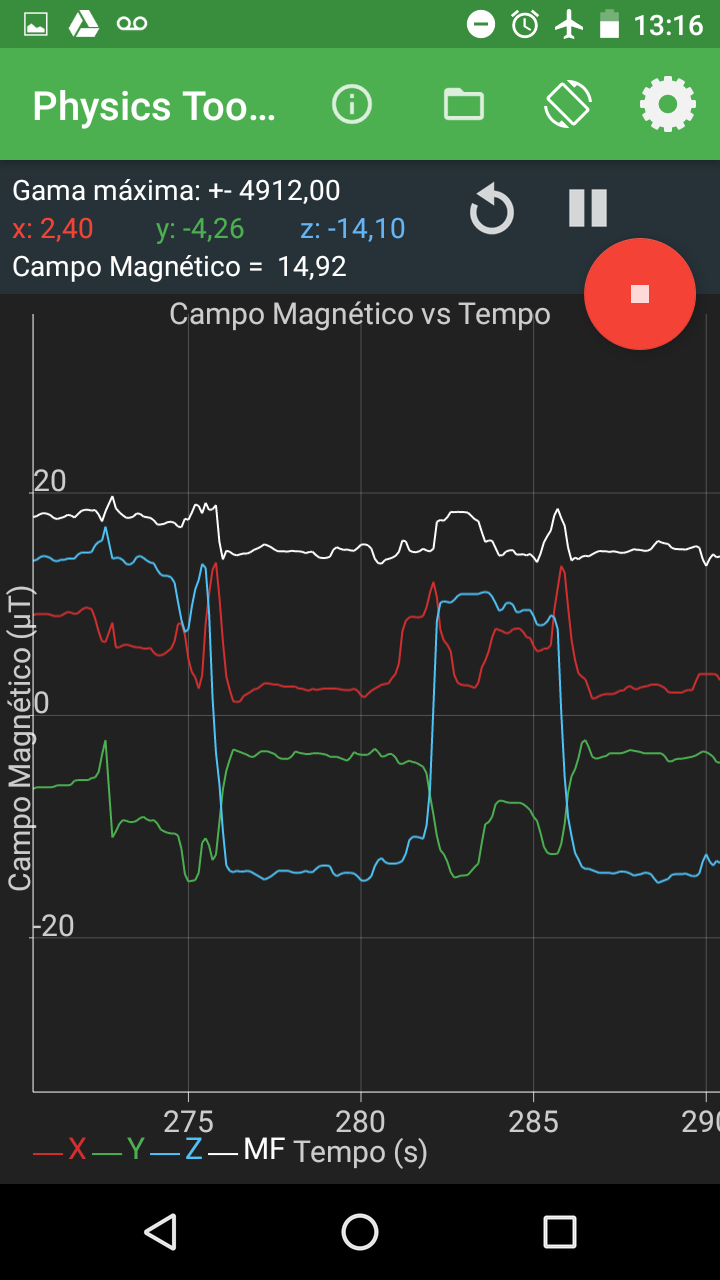 13:16
Physics Too...
Gama máxima: +- 4912,00
x: 2,40 y: -4,26 z: -14,10
Campo Magnético = 14,92
Campo Magnético vs Tempo
20
0
-20
Campo Magnético (µT)
275 280 285 290
X Y Z MF Tempo (s)